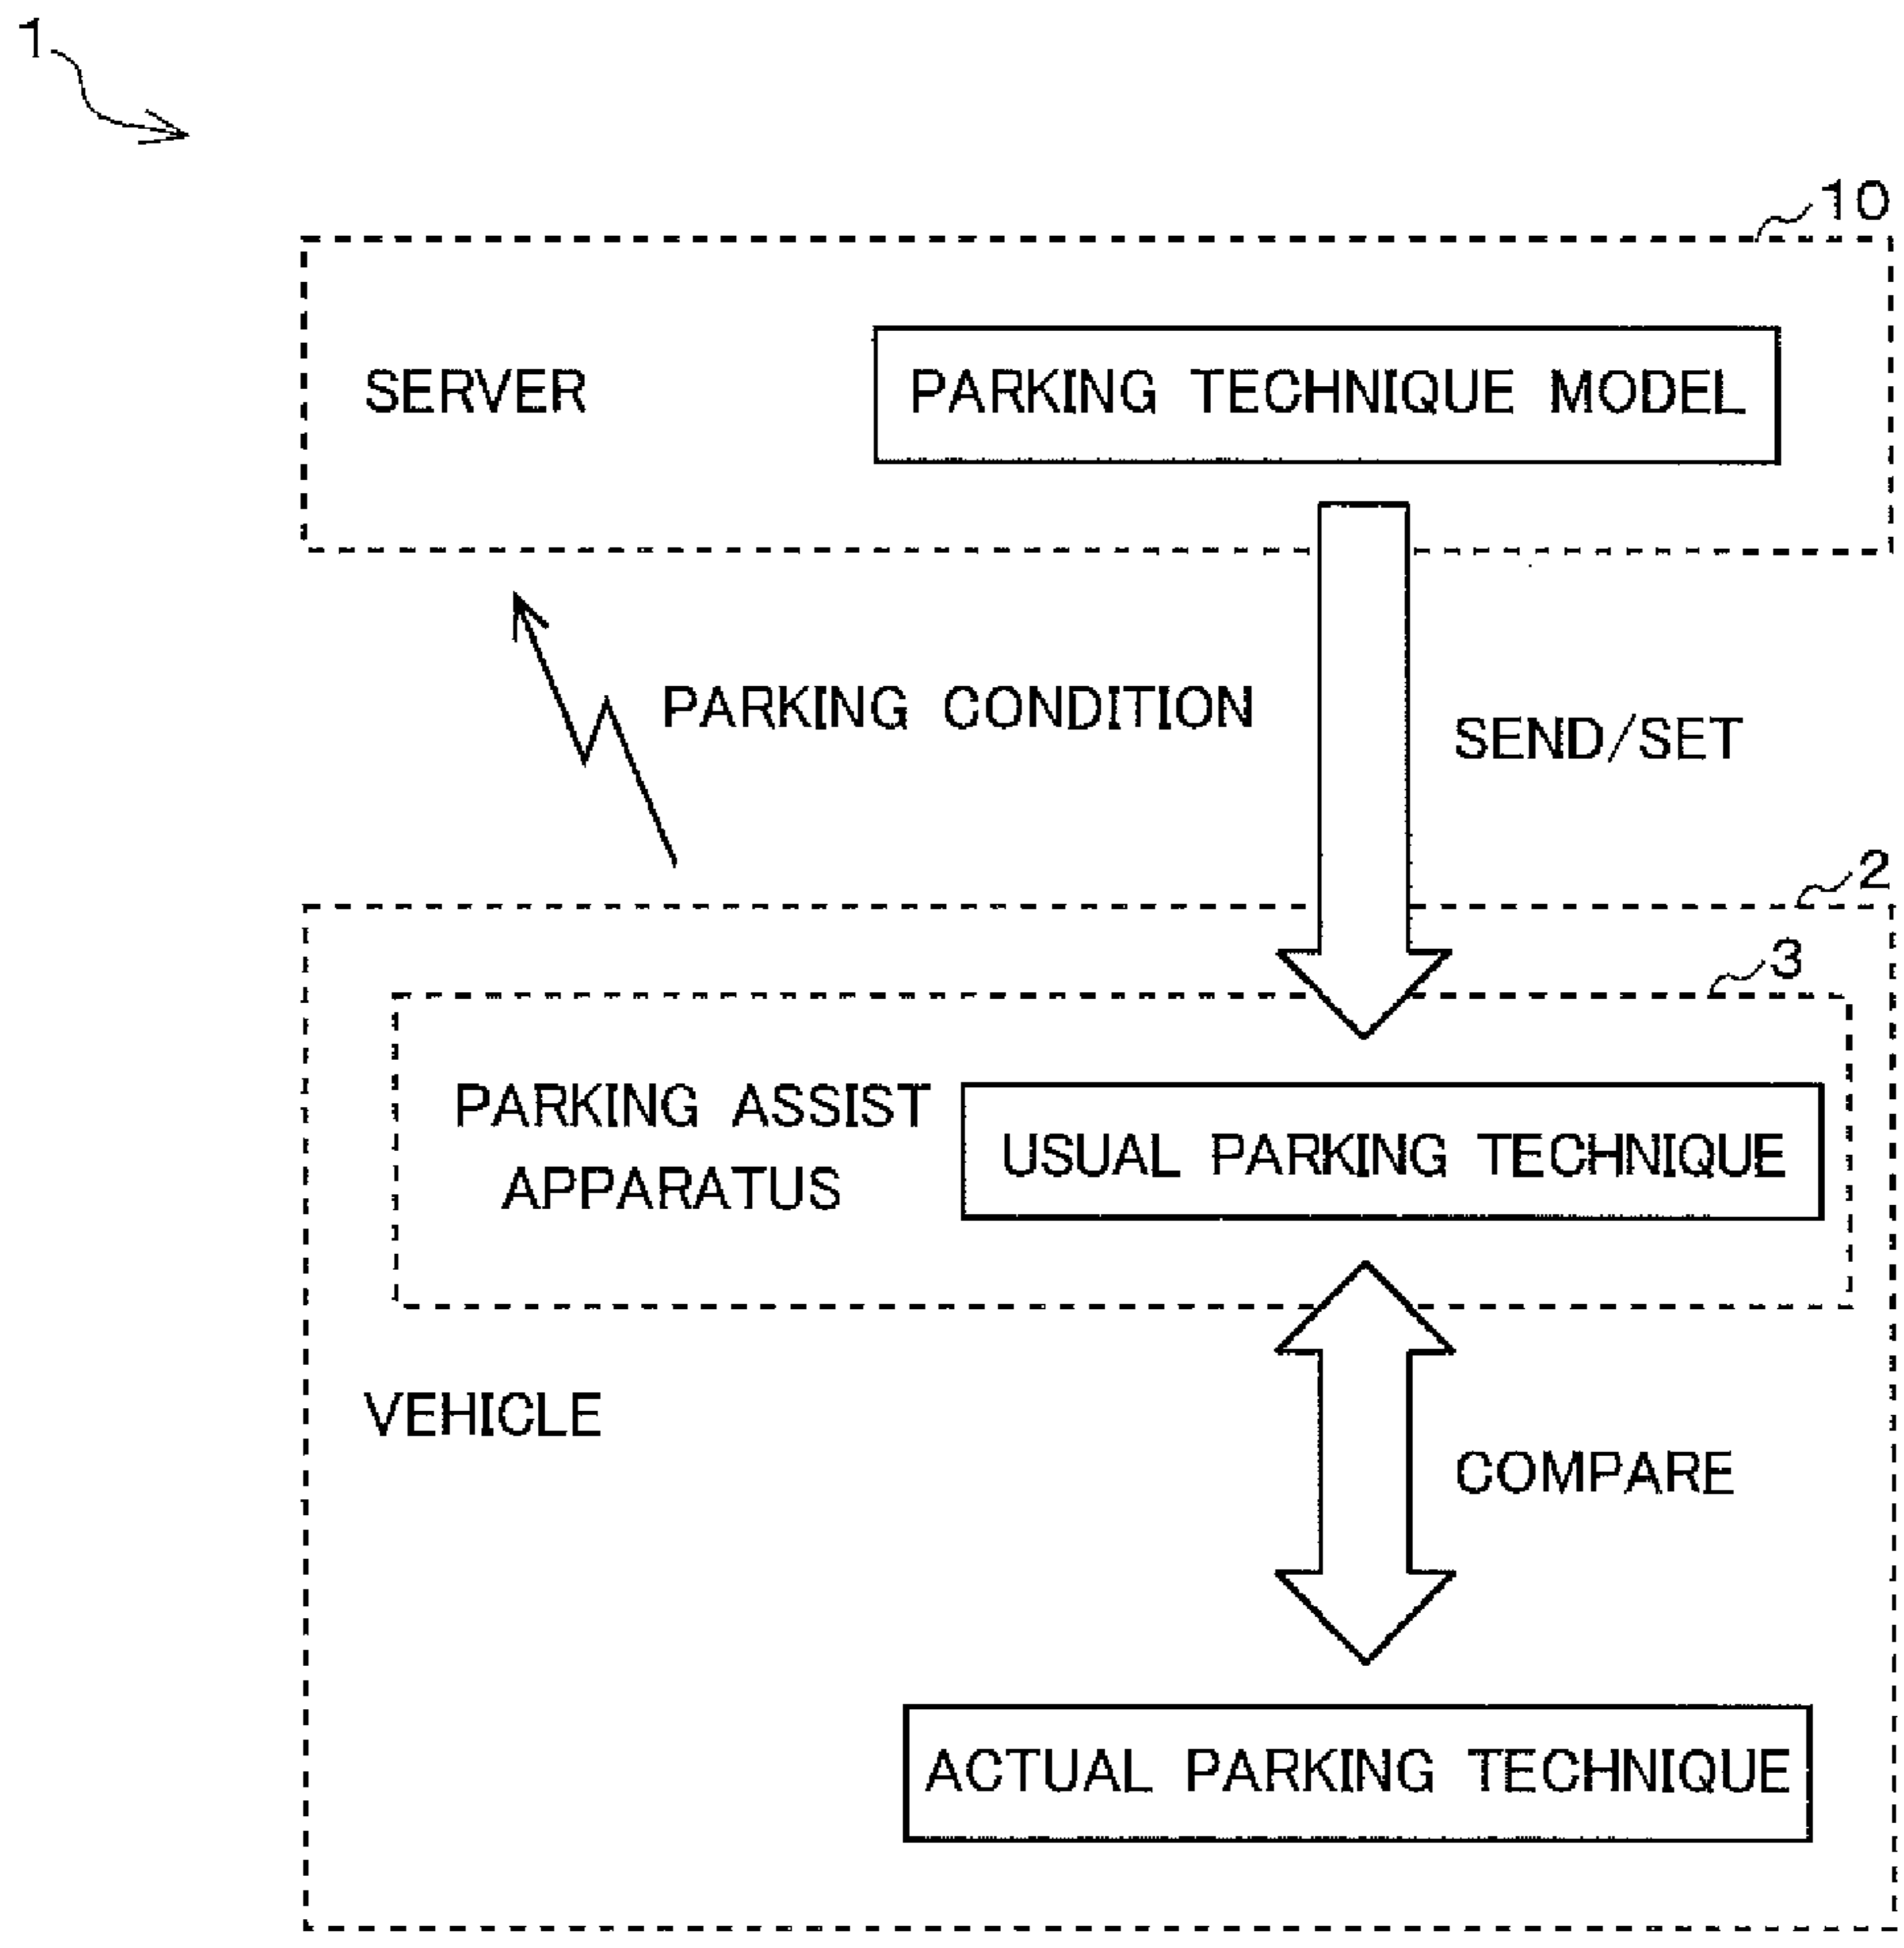 1
10
SERVER
PARKING TECHNIQUE MODEL
PARKING CONDITION
SEND/SET
2
3
PARKING ASSIST
APPARATUS
USUAL PARKING TECHNIQUE
VEHICLE
COMPARE
ACTUAL PARKING TECHNIQUE